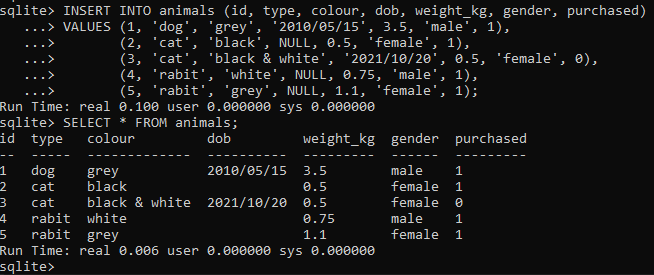 sqlite> INSERT INTO animals (id, type, colour, dob, weight_kg, gender, purchased)
   ...> VALUES (1, 'dog', 'grey', '2010/05/15', 3.5, 'male', 1),
   ...>        (2, 'cat', 'black', NULL, 0.5, 'female', 1),
   ...>        (3, 'cat', 'black & white', '2021/10/20', 0.5, 'female', 0),
   ...>        (4, 'rabit', 'white', NULL, 0.75, 'male', 1),
   ...>        (5, 'rabit', 'grey', NULL, 1.1, 'female', 1);
Run Time: real 0.100 user 0.000000 sys 0.000000
sqlite> SELECT * FROM animals;
id  type   colour         dob         weight_kg  gender  purchased
--  -----  -------------  ----------  ---------  ------  ---------
1   dog    grey           2010/05/15  3.5        male    1
2   cat    black                      0.5        female  1
3   cat    black & white  2021/10/20  0.5        female  0
4   rabit  white                      0.75       male    1
5   rabit  grey                       1.1        female  1
Run Time: real 0.006 user 0.000000 sys 0.000000
sqlite>